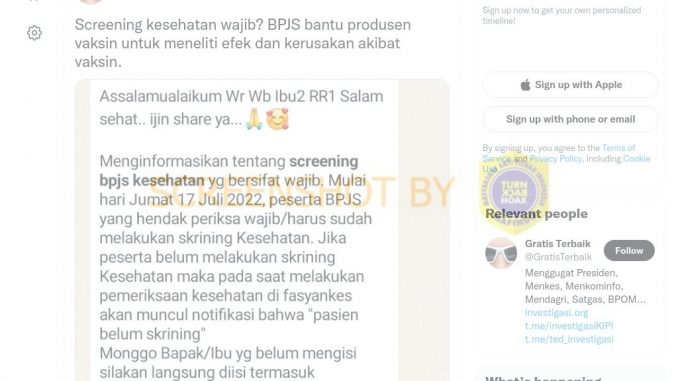 Screening kesehatan wajib? BPJS bantu produsen
vaksin untuk meneliti efek dan kerusakan akibat
vaksin.
Assalamualaikum Wr Wb Ibu2 RR1 Salam
sehat.. ijin share ya...🙏🥰
Menginformasikan tentang screening
bpjs kesehatan yg bersifat wajib. Mulai
hari Jumat 17 Juli 2022, peserta BPJS
yang hendak periksa wajib/harus sudah
melakukan skrining Kesehatan. Jika
peserta belum melakukan skrining
Kesehatan maka pada saat melakukan
pemeriksaan kesehatan di fasyankes
akan muncul notifikasi bahwa "pasien
belum skrining"
Monggo Bapak/Ibu yg belum mengisi
silakan langsung diisi termasuk
SCREENSHOT BY
TURN
BACK
HOAX
Sign up now to get your own personalized
timeline!
Sign up with Apple
Sign up with phone or email
By signing up, you agree to the Terms of
Service and Privacy Policy, including Cookie
Use.
Relevant people
Gratis Terbaik
@GratisTerbaik
Follow
Menggugat Presiden,
Menkes, Menkominfo,
Mendagri, Satgas, BPOM...
investigasi.org
t.me/investigasiKIPI
t.me/ted_investigasi
What's happening